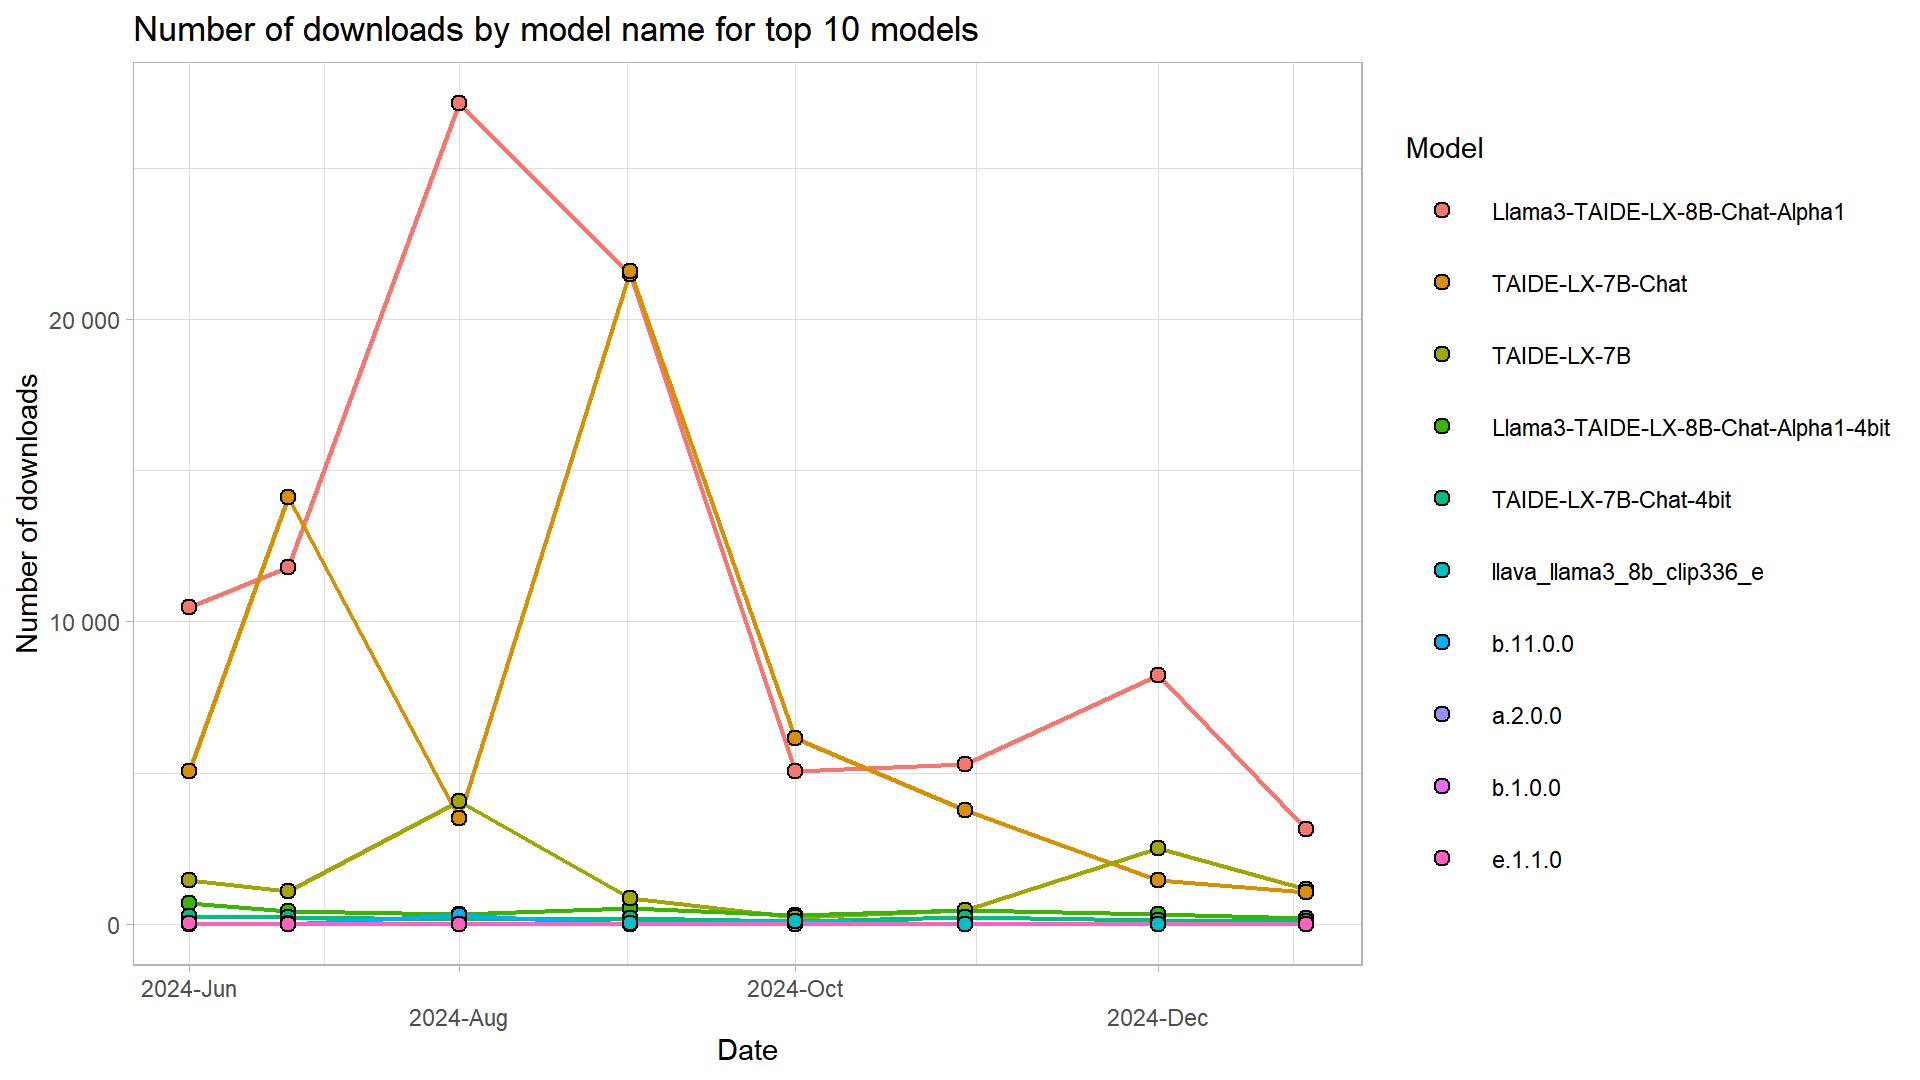 Number of downloads by model name for top 10 models
Number of downloads
20 000
10 000
0
2024-Jun
2024-Aug
2024-Oct
2024-Dec
Date
Model
Llama3-TAIDE-LX-8B-Chat-Alpha1
TAIDE-LX-7B-Chat
TAIDE-LX-7B
Llama3-TAIDE-LX-8B-Chat-Alpha1-4bit
TAIDE-LX-7B-Chat-4bit
llava_llama3_8b_clip336_e
b.11.0.0
a.2.0.0
b.1.0.0
e.1.1.0